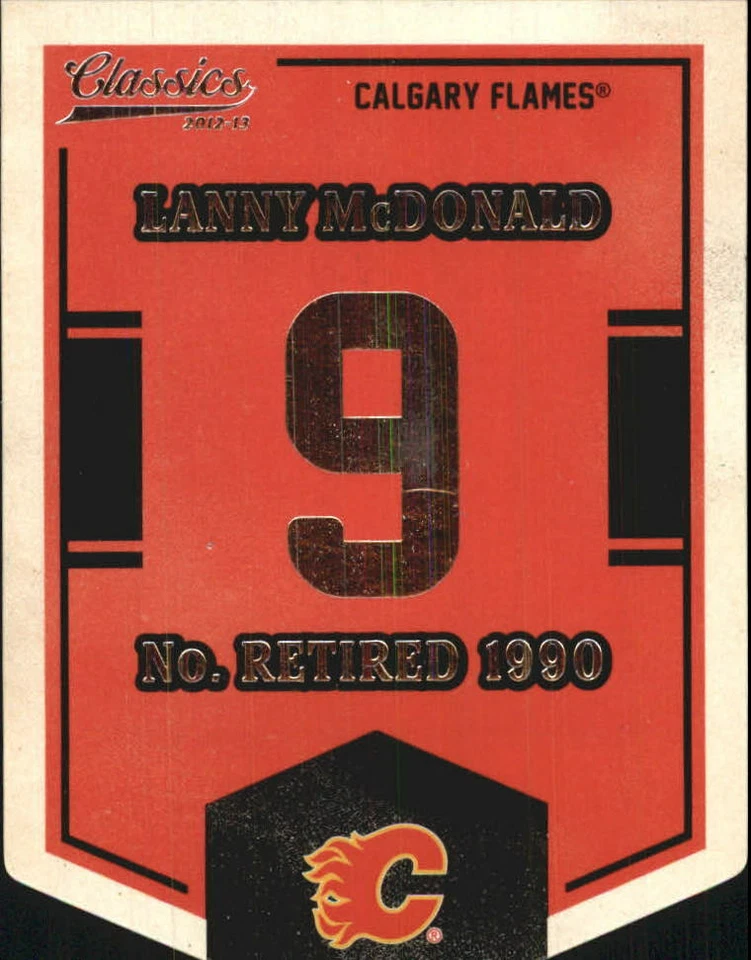 Classics
2012-13
CALGARY FLAMES®
LANNY McDONALD
9
No. RETIRED 1990
C
®